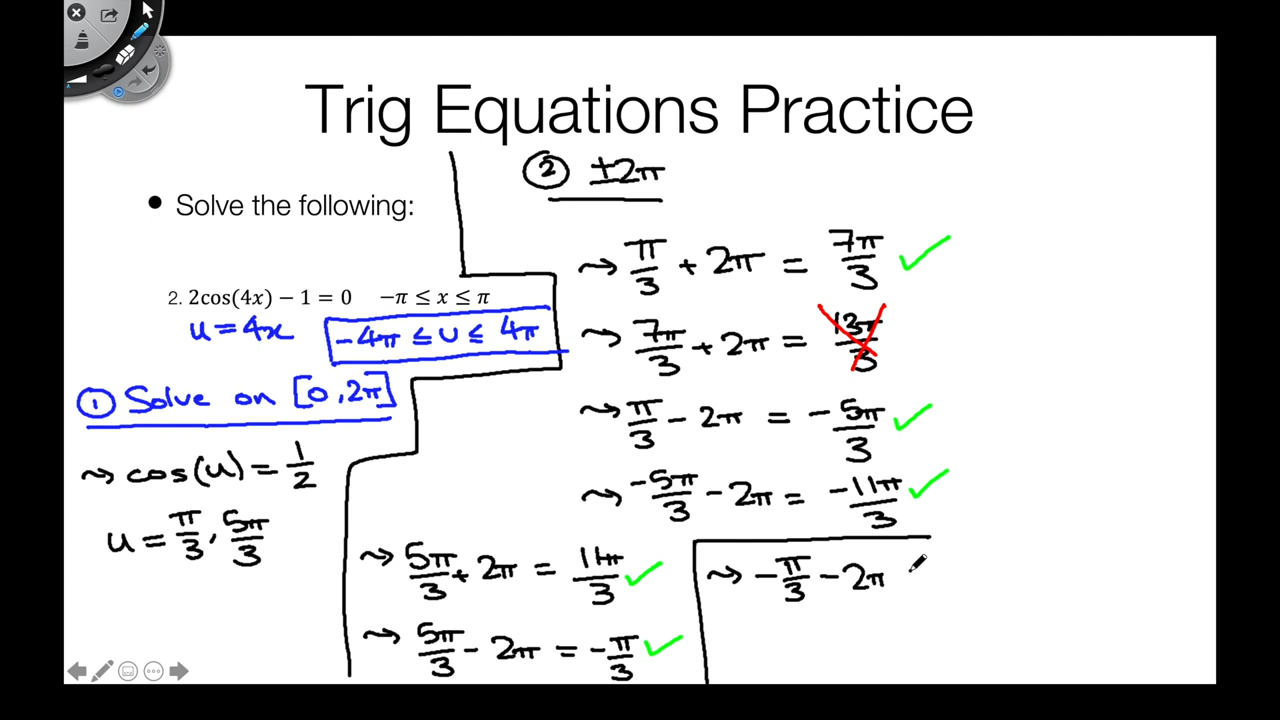 Trig Equations Practice
• Solve the following:
2. 2cos(4x) − 1 = 0 −π ≤ x ≤ π
u = 4x
-4π ≤ u ≤ 4π
① Solve on [0, 2π]
⇝ cos(u) = 1/2
u = π/3, 5π/3
② ±2π
⇝ π/3 + 2π = 7π/3 ✓
⇝ 7π/3 + 2π = 13π/3
⇝ π/3 − 2π = −5π/3 ✓
⇝ −5π/3 − 2π = −11π/3 ✓
⇝ 5π/3 + 2π = 11π/3 ✓
⇝ 5π/3 − 2π = −π/3 ✓
⇝ −π/3 − 2π